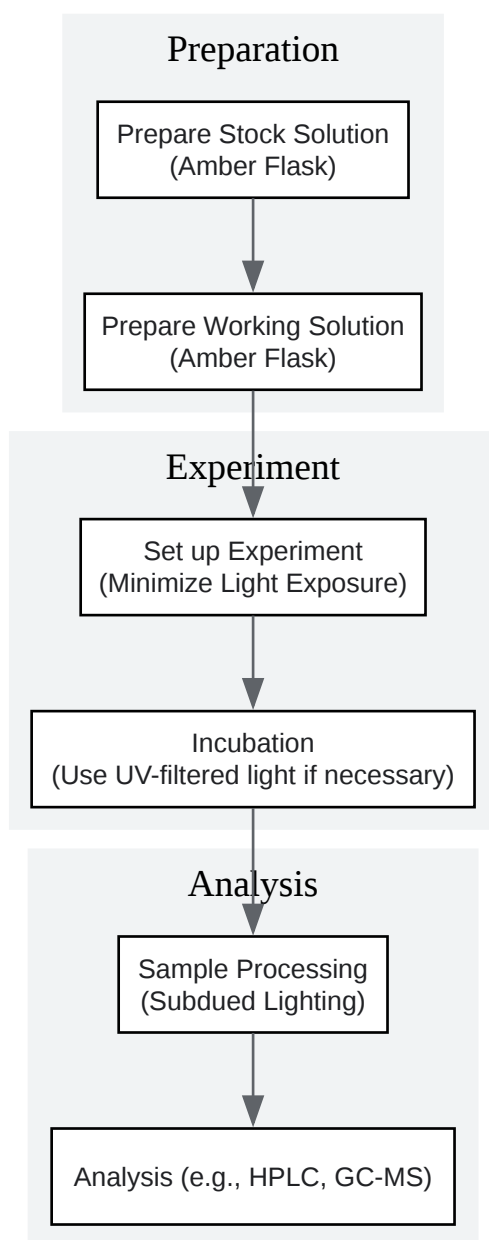 Preparation
Prepare Stock Solution
(Amber Flask)
Prepare Working Solution
(Amber Flask)
Experiment
Set up Experiment
(Minimize Light Exposure)
Incubation
(Use UV-filtered light if necessary)
Analysis
Sample Processing
(Subdued Lighting)
Analysis (e.g., HPLC, GC-MS)